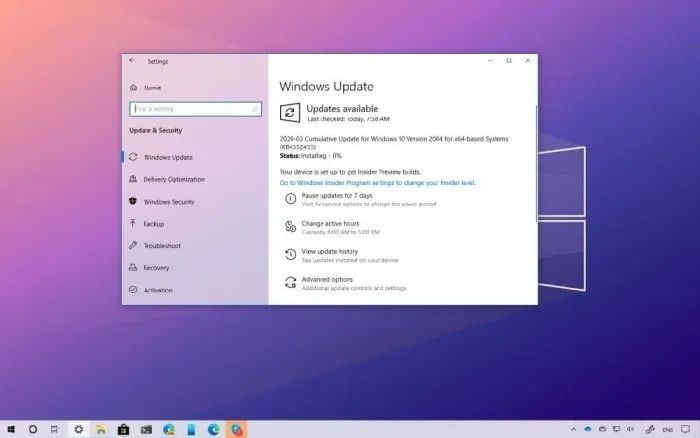 Settings
Home
Find a setting
Update & Security
Windows Update
Delivery Optimization
Windows Security
Backup
Troubleshoot
Recovery
Activation
Windows Update
Updates available
Last checked: Today, 7:58 AM
2020-03 Cumulative Update for Windows 10 Version 2004 for x64-based Systems
(KB4552455)
Status: Installing - 0%
Your device is set up to get Insider Preview builds.
Go to Windows Insider Program settings to change your Insider level.
Pause updates for 7 days
Visit Advanced options to change the pause period
Change active hours
Currently 8:00 AM to 5:00 PM
View update history
See updates installed on your device
Advanced options
Additional update controls and settings
ENG